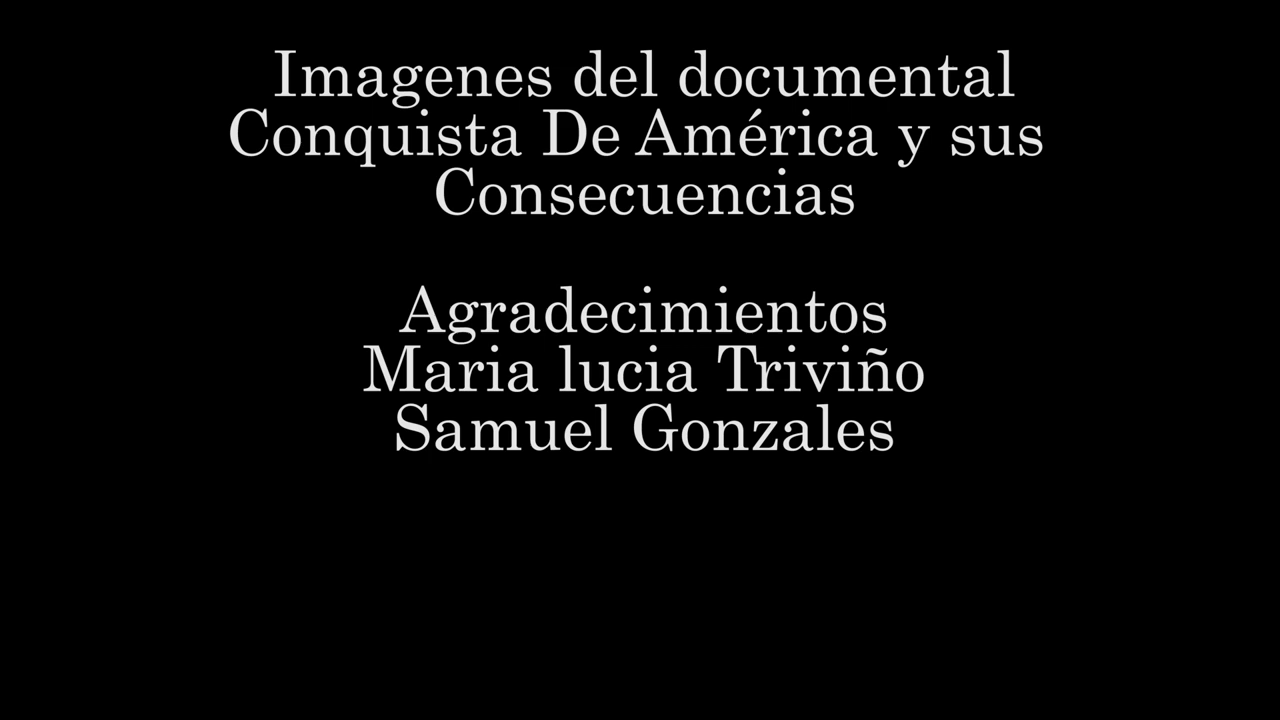 Imagenes del documental
Conquista De América y sus
Consecuencias
Agradecimientos
Maria lucia Triviño
Samuel Gonzales